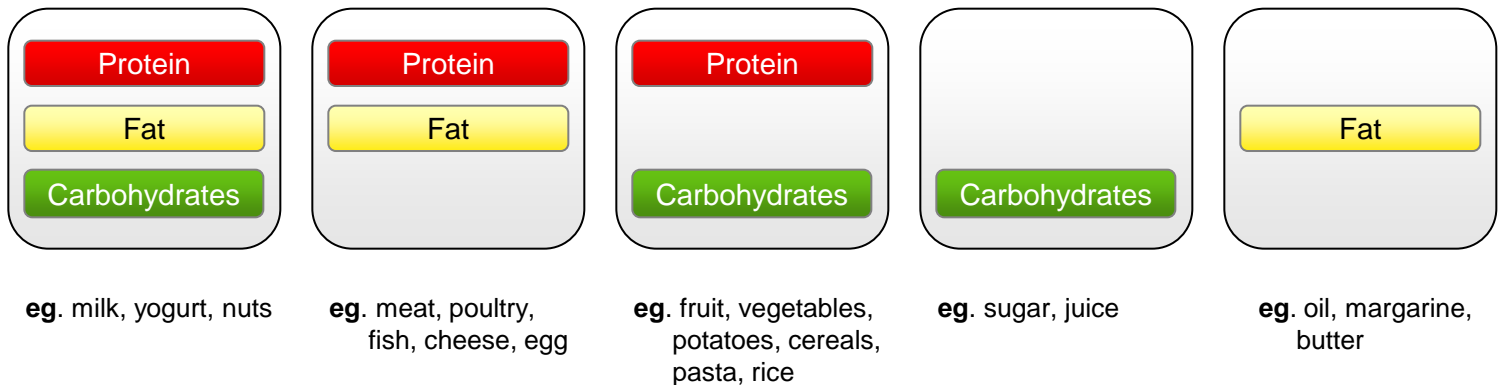 Protein
Fat
Carbohydrates
eg. milk, yogurt, nuts
Protein
Fat
eg. meat, poultry,
fish, cheese, egg
Protein
Carbohydrates
eg. fruit, vegetables,
potatoes, cereals,
pasta, rice
Carbohydrates
eg. sugar, juice
Fat
eg. oil, margarine,
butter